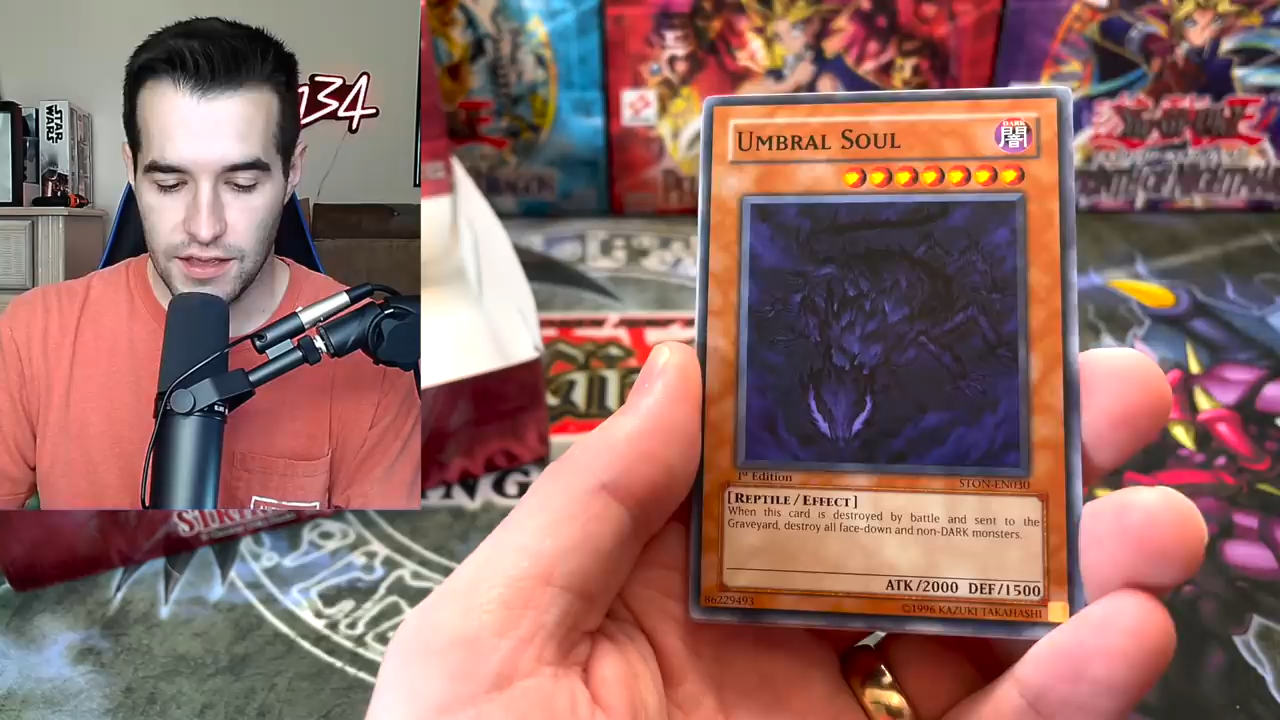 134
STAR
WARS
UMBRAL SOUL
DARK
闇
1st Edition
STON-EN030
[REPTILE / EFFECT]
When this card is destroyed by battle and sent to the
Graveyard, destroy all face-down and non-DARK monsters.
ATK/2000 DEF/1500
86229493
©1996 KAZUKI TAKAHASHI